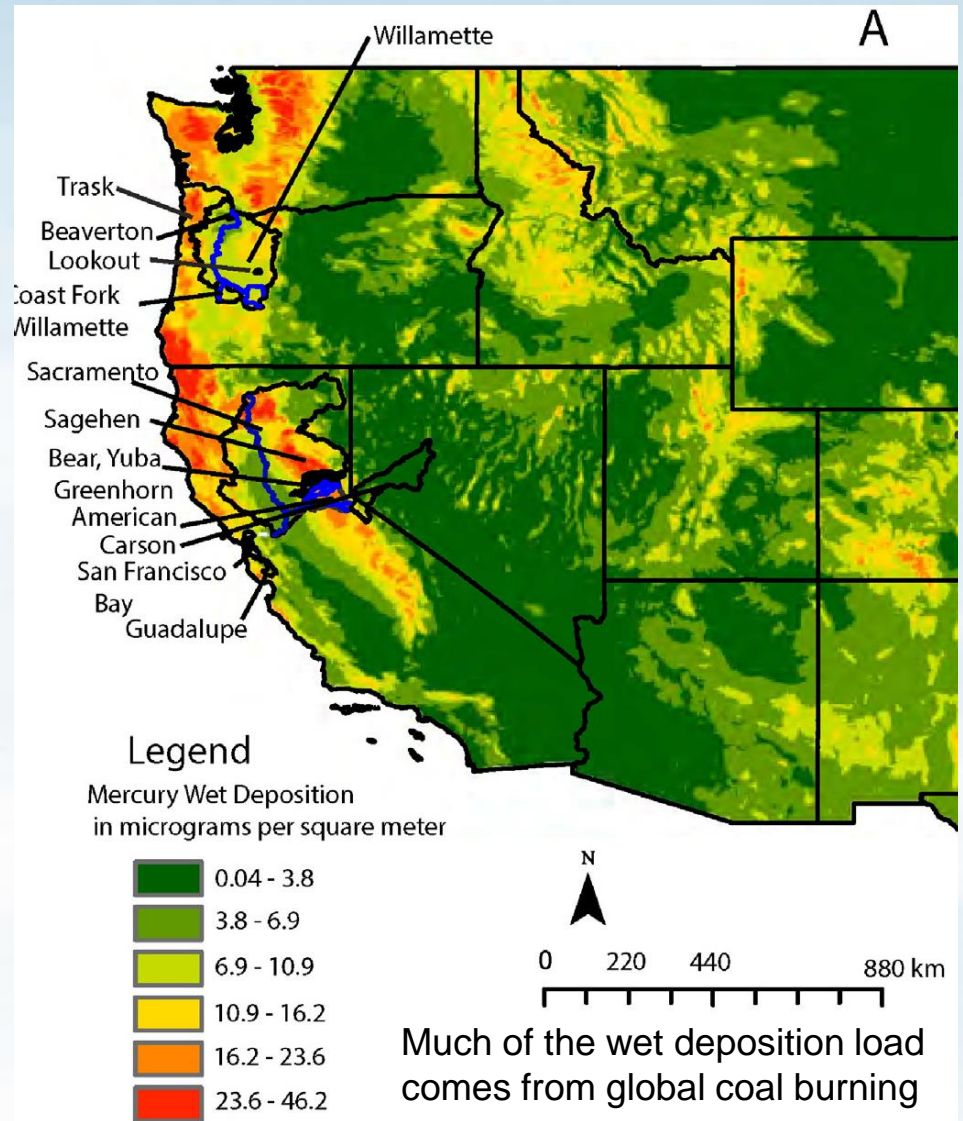 A
Willamette
Trask
Beaverton
Lookout
Coast Fork
Willamette
Sacramento
Sagehen
Bear, Yuba
Greenhorn
American
Carson
San Francisco
Bay
Guadalupe
Legend
Mercury Wet Deposition
in micrograms per square meter
0.04 - 3.8
3.8 - 6.9
6.9 - 10.9
10.9 - 16.2
16.2 - 23.6
23.6 - 46.2
N
0 220 440 880 km
Much of the wet deposition load
comes from global coal burning